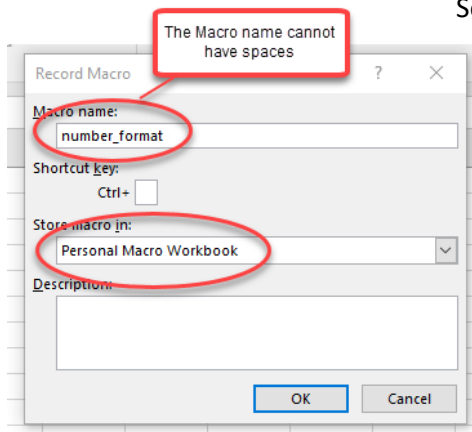 The Macro name cannot
have spaces
Record Macro
?
Macro name:
number_format
Shortcut key:
Ctrl+
Store macro in:
Personal Macro Workbook
Description:
OK
Cancel